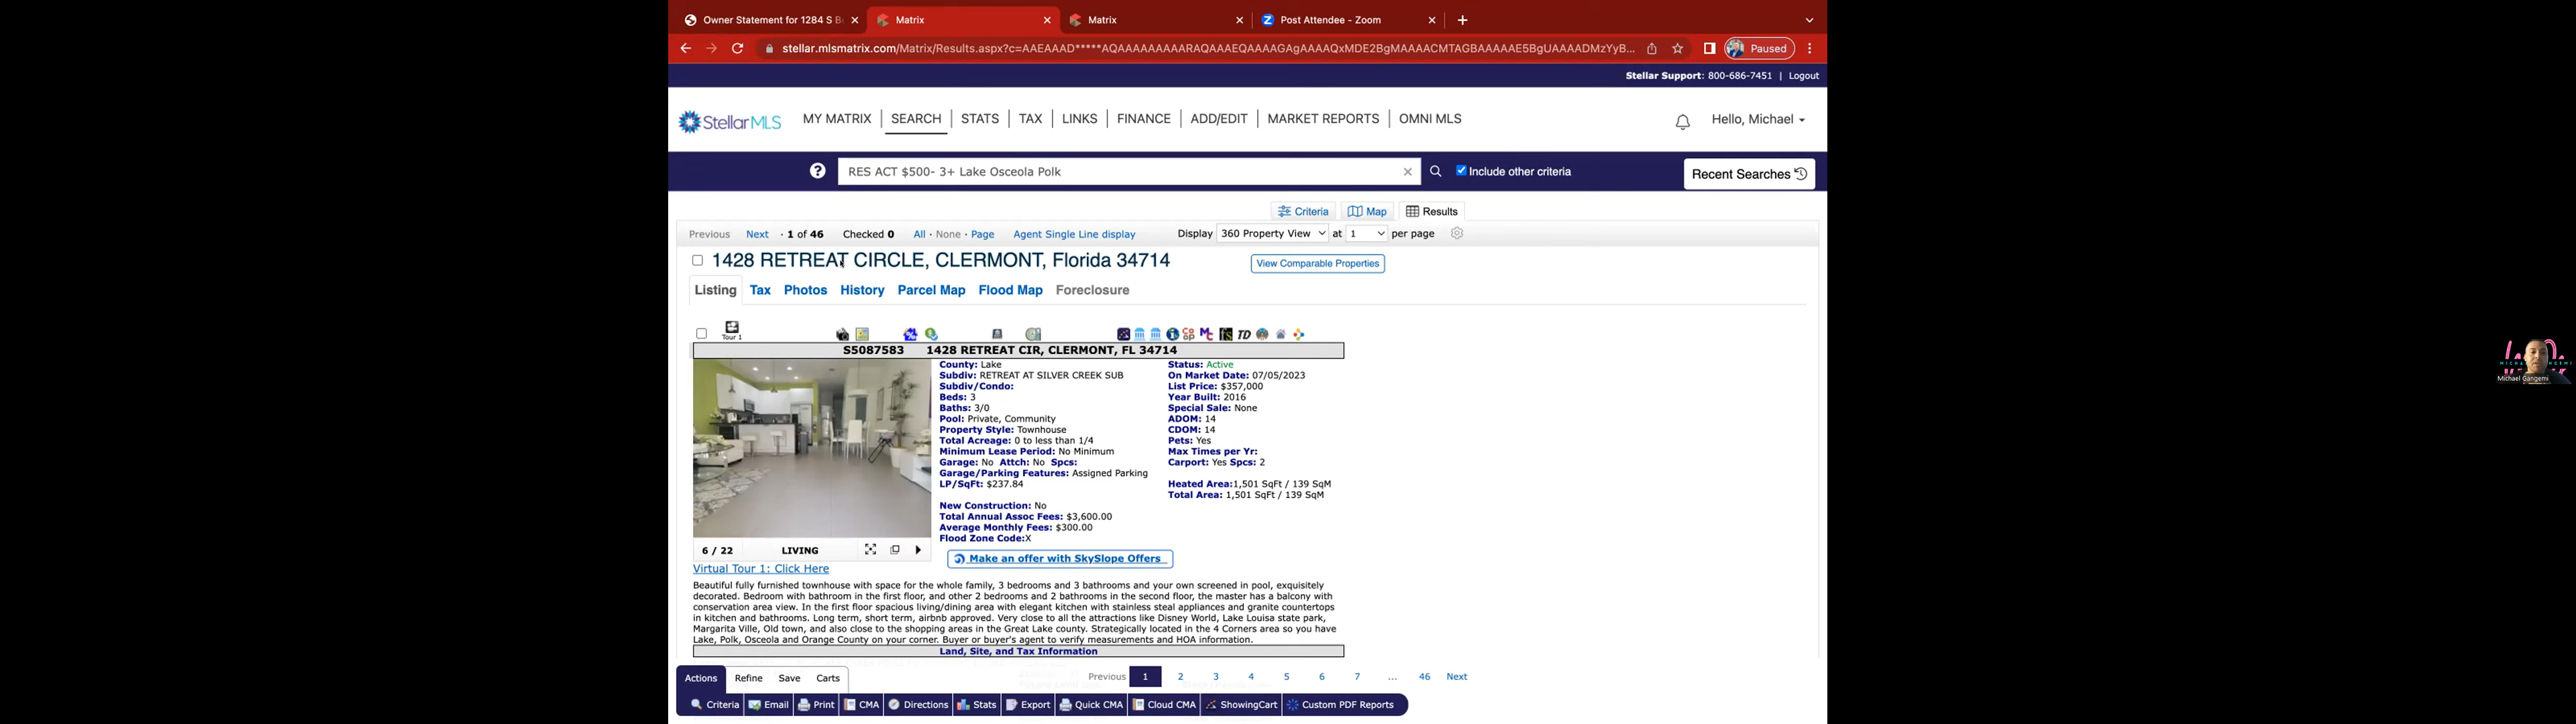 Owner Statement for 1284 S B
Matrix
Matrix
Post Attendee - Zoom
stellar.mlsmatrix.com/Matrix/Results.aspx?c=AAEAAAD*****AQAAAAAAAAARAQAAAEQAAAAGAgAAAAQxMDE2BgMAAAACMTAGBAAAAAE5BgUAAAADMzYyB...
Paused
Stellar Support: 800-686-7451 | Logout
StellarMLS
MY MATRIX | SEARCH | STATS | TAX | LINKS | FINANCE | ADD/EDIT | MARKET REPORTS | OMNI MLS
Hello, Michael
RES ACT $500- 3+ Lake Osceola Polk
Include other criteria
Recent Searches
Criteria Map Results
Previous Next · 1 of 46 Checked 0 All · None · Page Agent Single Line display Display 360 Property View at 1 per page
1428 RETREAT CIRCLE, CLERMONT, Florida 34714
View Comparable Properties
Listing Tax Photos History Parcel Map Flood Map Foreclosure
Tour 1
S5087583 1428 RETREAT CIR, CLERMONT, FL 34714
County: Lake
Subdiv: RETREAT AT SILVER CREEK SUB
Subdiv/Condo:
Beds: 3
Baths: 3/0
Pool: Private, Community
Property Style: Townhouse
Total Acreage: 0 to less than 1/4
Minimum Lease Period: No Minimum
Garage: No Attch: No Spcs:
Garage/Parking Features: Assigned Parking
LP/SqFt: $237.84
New Construction: No
Total Annual Assoc Fees: $3,600.00
Average Monthly Fees: $300.00
Flood Zone Code:X
Status: Active
On Market Date: 07/05/2023
List Price: $357,000
Year Built: 2016
Special Sale: None
ADOM: 14
CDOM: 14
Pets: Yes
Max Times per Yr:
Carport: Yes Spcs: 2
Heated Area:1,501 SqFt / 139 SqM
Total Area: 1,501 SqFt / 139 SqM
6 / 22 LIVING
Make an offer with SkySlope Offers
Virtual Tour 1: Click Here
Beautiful fully furnished townhouse with space for the whole family, 3 bedrooms and 3 bathrooms and your own screened in pool, exquisitely
decorated. Bedroom with bathroom in the first floor, and other 2 bedrooms and 2 bathrooms in the second floor, the master has a balcony with
conservation area view. In the first floor spacious living/dining area with elegant kitchen with stainless steal appliances and granite countertops
in kitchen and bathrooms. Long term, short term, airbnb approved. Very close to all the attractions like Disney World, Lake Louisa state park,
Margarita Ville, Old town, and also close to the shopping areas in the Great Lake county. Strategically located in the 4 Corners area so you have
Lake, Polk, Osceola and Orange County on your corner. Buyer or buyer's agent to verify measurements and HOA information.
Land, Site, and Tax Information
Actions Refine Save Carts
Previous 1 2 3 4 5 6 7 ... 46 Next
Criteria Email Print CMA Directions Stats Export Quick CMA Cloud CMA ShowingCart Custom PDF Reports
Michael Gangemi